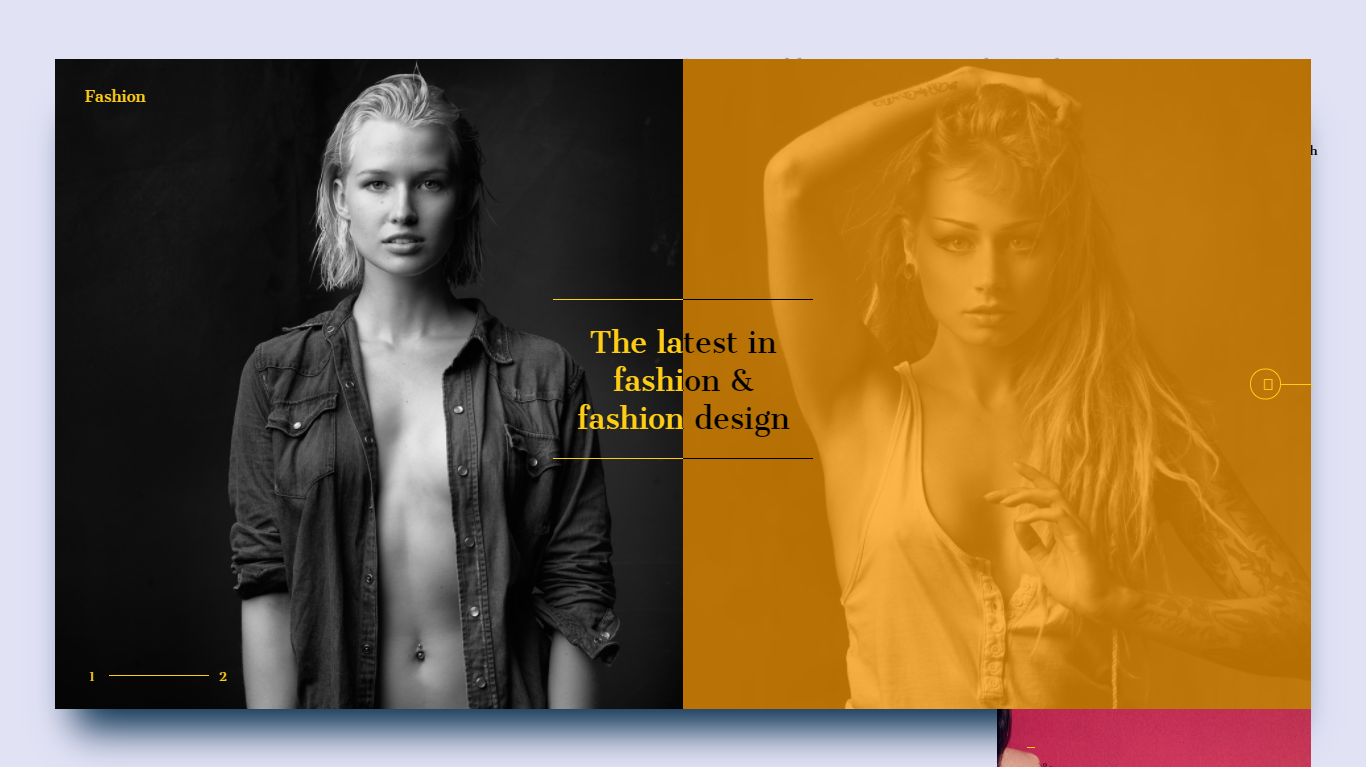 Fashion
h
The latest in
fashion &
fashion design
1
2